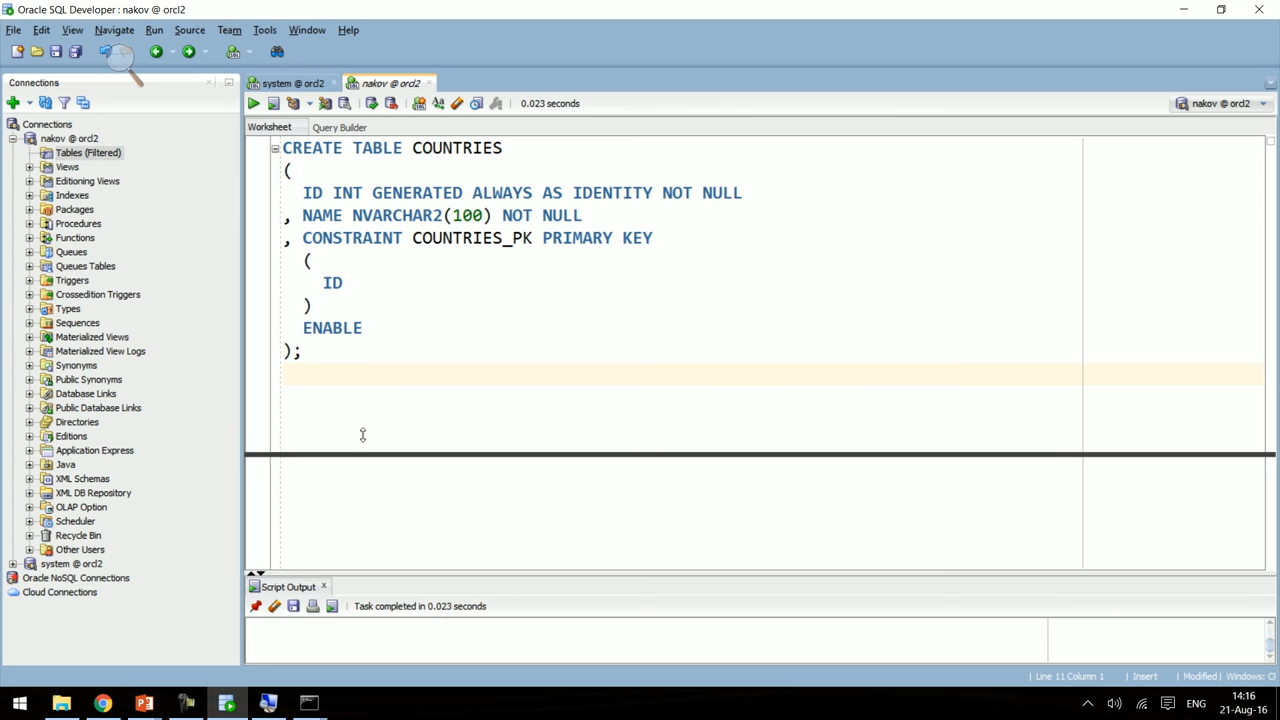 Oracle SQL Developer : nakov @ orcl2
File Edit View Navigate Run Source Team Tools Window Help
Connections
system @ orcl2
nakov @ orcl2
0.023 seconds
nakov @ orcl2
Worksheet
Query Builder
Connections
nakov @ orcl2
Tables (Filtered)
Views
Editioning Views
Indexes
Packages
Procedures
Functions
Queues
Queues Tables
Triggers
Crossedition Triggers
Types
Sequences
Materialized Views
Materialized View Logs
Synonyms
Public Synonyms
Database Links
Public Database Links
Directories
Editions
Application Express
Java
XML Schemas
XML DB Repository
OLAP Option
Scheduler
Recycle Bin
Other Users
system @ orcl2
Oracle NoSQL Connections
Cloud Connections
CREATE TABLE COUNTRIES
(
ID INT GENERATED ALWAYS AS IDENTITY NOT NULL
, NAME NVARCHAR2(100) NOT NULL
, CONSTRAINT COUNTRIES_PK PRIMARY KEY
(
ID
)
ENABLE
);
Script Output
Task completed in 0.023 seconds
Line 11 Column 1
Insert
Modified
Windows:
ENG
14:16
21-Aug-16